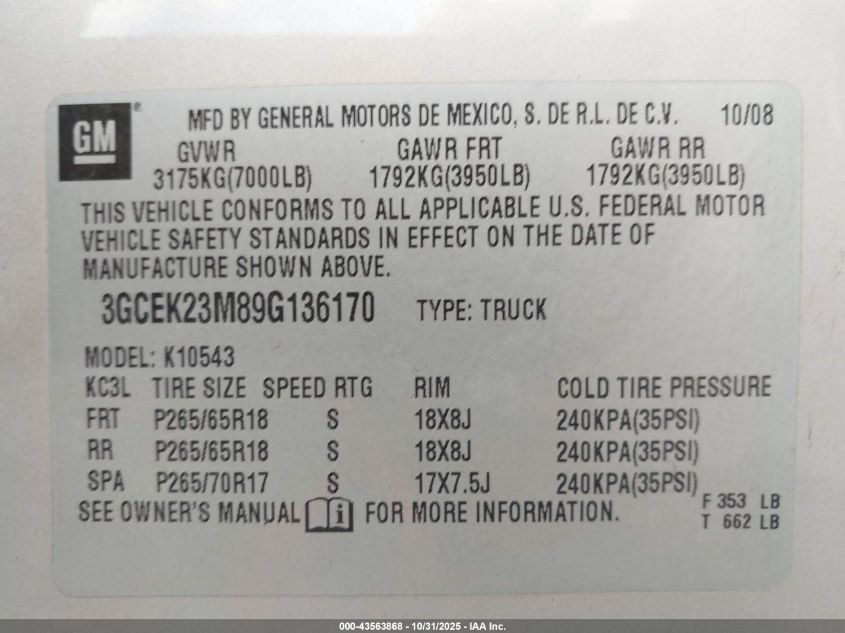 GM ®
MFD BY GENERAL MOTORS DE MEXICO, S. DE R.L. DE C.V. 10/08
GVWR GAWR FRT GAWR RR
3175KG(7000LB) 1792KG(3950LB) 1792KG(3950LB)
THIS VEHICLE CONFORMS TO ALL APPLICABLE U.S. FEDERAL MOTOR
VEHICLE SAFETY STANDARDS IN EFFECT ON THE DATE OF
MANUFACTURE SHOWN ABOVE.
3GCEK23M89G136170 TYPE: TRUCK
MODEL: K10543
KC3L TIRE SIZE SPEED RTG RIM COLD TIRE PRESSURE
FRT P265/65R18 S 18X8J 240KPA(35PSI)
RR P265/65R18 S 18X8J 240KPA(35PSI)
SPA P265/70R17 S 17X7.5J 240KPA(35PSI)
SEE OWNER'S MANUAL i FOR MORE INFORMATION.
F 353 LB
T 662 LB
000-43563868 - 10/31/2025 - IAA Inc.